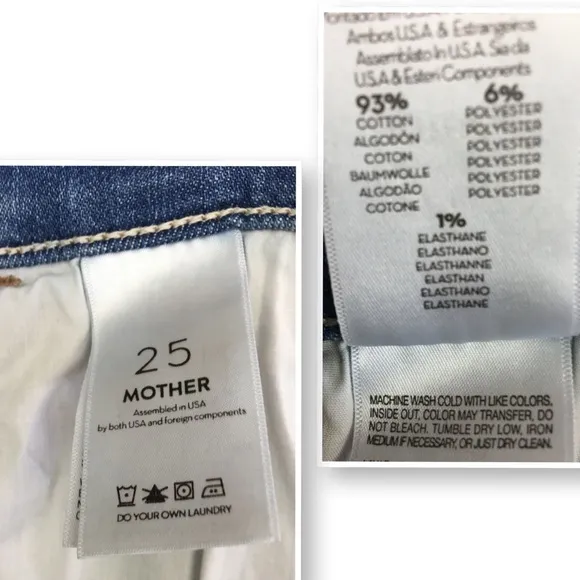 25
MOTHER
Assembled in USA
by both USA and foreign components
DO YOUR OWN LAUNDRY
Ambos U.S.A & Estrangeiros
Assemblato In U.S.A. Sia da
U.S.A & Esteri Components
93%
COTTON
ALGODÓN
COTON
BAUMWOLLE
ALGODÃO
COTONE
6%
POLYESTER
POLYESTER
POLYESTER
POLYESTER
POLYESTER
POLYESTER
1%
ELASTHANE
ELASTHANO
ELASTHANNE
ELASTHAN
ELASTHANO
ELASTHANE
MACHINE WASH COLD WITH LIKE COLORS,
INSIDE OUT. COLOR MAY TRANSFER, DO
NOT BLEACH. TUMBLE DRY LOW, IRON
MEDIUM IF NECESSARY, OR JUST DRY CLEAN.